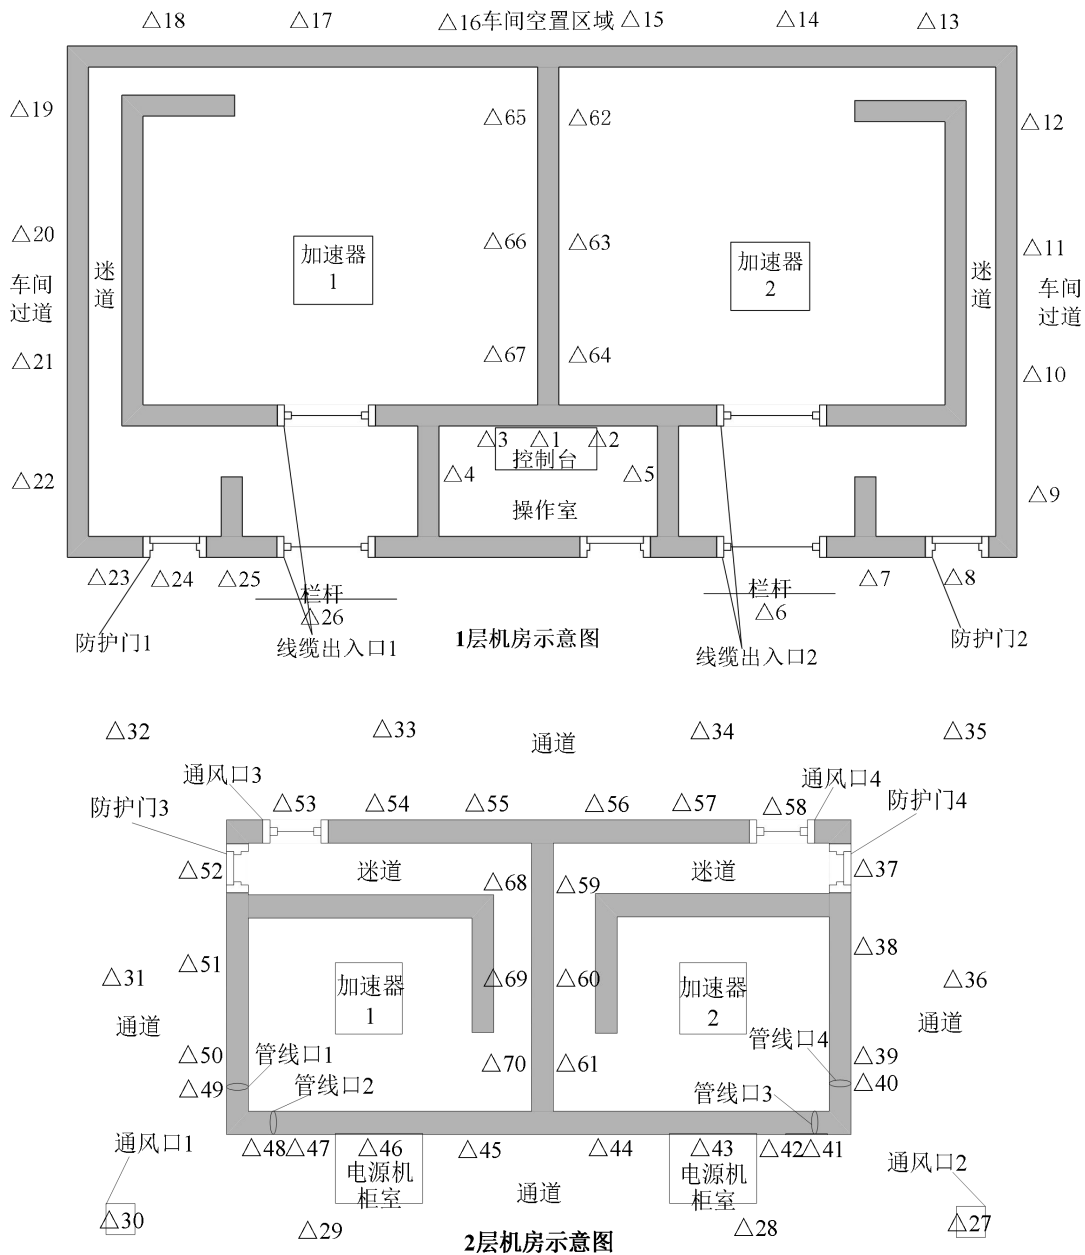 △18
△17
△16车间空置区域
△15
△14
△13
△19
△65
△62
△12
△20
△66
△63
△11
迷
道
加速器
1
加速器
2
迷
道
车间
过道
车间
过道
△21
△67
△64
△10
△22
△3
△1
△2
控制台
△4
△5
△9
操作室
△23
△24
△25
栏杆
△26
栏杆
△6
△7
△8
防护门1
线缆出入口1
1层机房示意图
线缆出入口2
防护门2
△32
△33
通道
△34
△35
通风口3
通风口4
防护门3
△53
△54
△55
△56
△57
△58
防护门4
△52
迷道
△68
△59
迷道
△37
△51
△38
△31
加速器
1
△69
△60
加速器
2
△36
通道
通道
△50
管线口1
△70
△61
管线口4
△39
△49
管线口2
管线口3
△40
通风口1
△48
△47
△46
△45
△44
△43
△42
△41
通风口2
电源机
柜室
通道
电源机
柜室
△30
△29
△28
△27
2层机房示意图